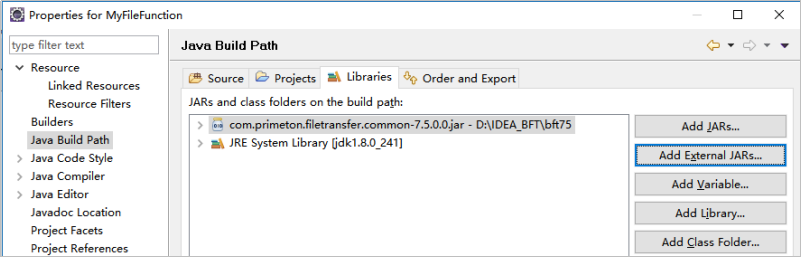 Properties for MyFileFunction
type filter text
Resource
Linked Resources
Resource Filters
Builders
Java Build Path
Java Code Style
Java Compiler
Java Editor
Javadoc Location
Project Facets
Project References
Java Build Path
Source Projects Libraries Order and Export
JARs and class folders on the build path:
com.primeton.filetransfer.common-7.5.0.0.jar - D:\IDEA_BFT\bft75
JRE System Library [jdk1.8.0_241]
Add JARs...
Add External JARs...
Add Variable...
Add Library...
Add Class Folder...